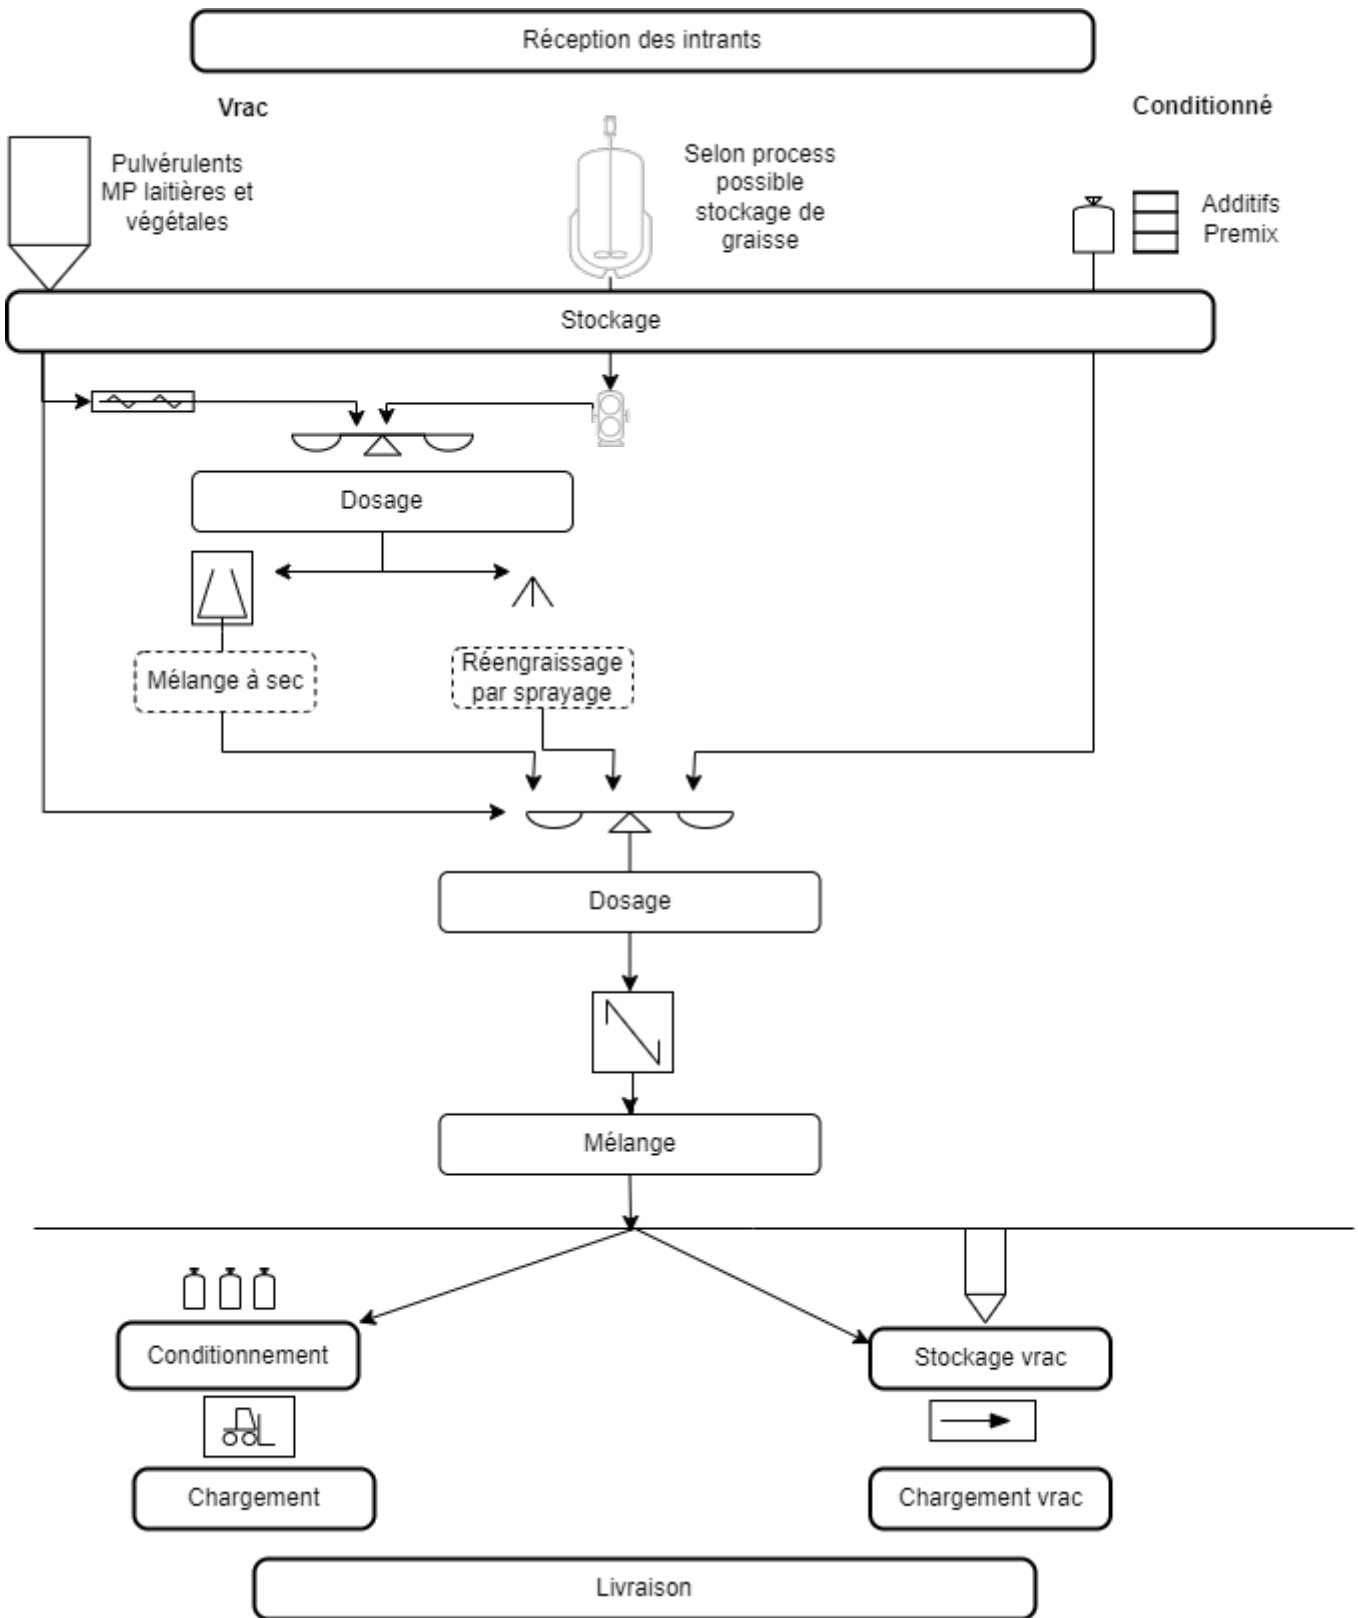 Réception des intrants
Vrac
Conditionné
Pulvérulents
MP laitières et
végétales
Selon process
possible
stockage de
graisse
Additifs
Premix
Stockage
Dosage
Mélange à sec
Réengraissage
par sprayage
Dosage
Mélange
Conditionnement
Stockage vrac
Chargement
Chargement vrac
Livraison